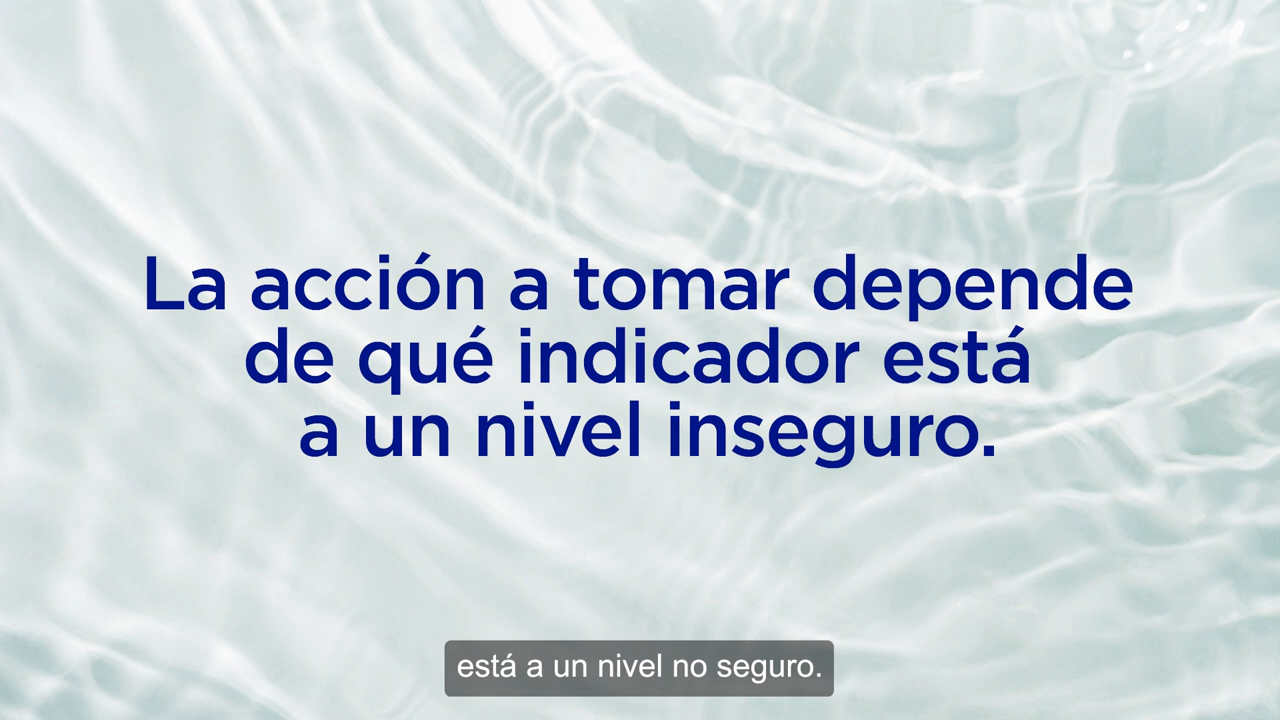 La acción a tomar depende
de qué indicador está
a un nivel inseguro.
está a un nivel no seguro.